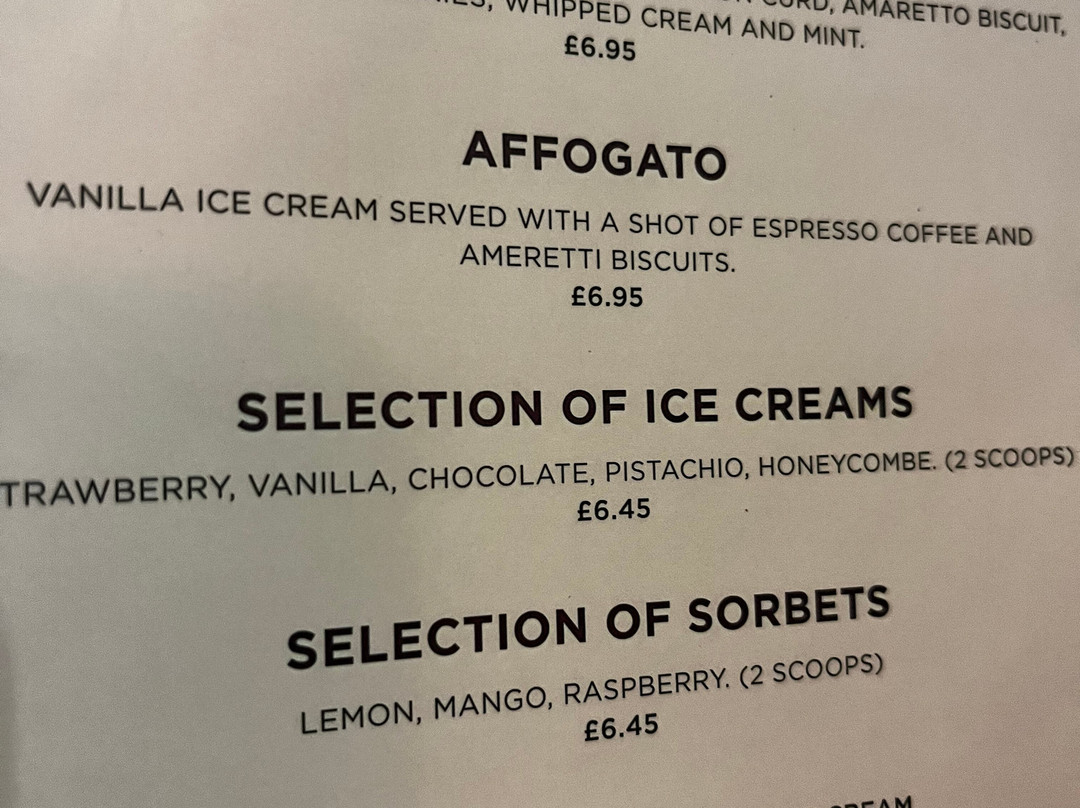 WHIPPED CREAM AND MINT.
CURD, AMARETTO BISCUIT,
£6.95
AFFOGATO
VANILLA ICE CREAM SERVED WITH A SHOT OF ESPRESSO COFFEE AND
AMERETTI BISCUITS.
£6.95
SELECTION OF ICE CREAMS
TRAWBERRY, VANILLA, CHOCOLATE, PISTACHIO, HONEYCOMBE. (2 SCOOPS)
£6.45
SELECTION OF SORBETS
LEMON, MANGO, RASPBERRY. (2 SCOOPS)
£6.45